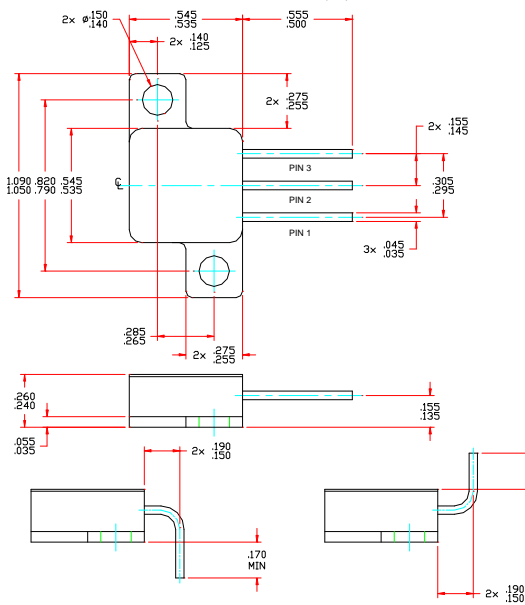 2x ø.150
.140
.545
.535
.555
.500
2x .140
.125
2x .275
.255
2x .155
.145
1.090
1.050
.820
.790
.545
.535
℄
PIN 3
PIN 2
PIN 1
.305
.295
3x .045
.035
.285
.265
2x .275
.255
.260
.240
.055
.035
.155
.135
2x .190
.150
.170
MIN
2x .190
.150